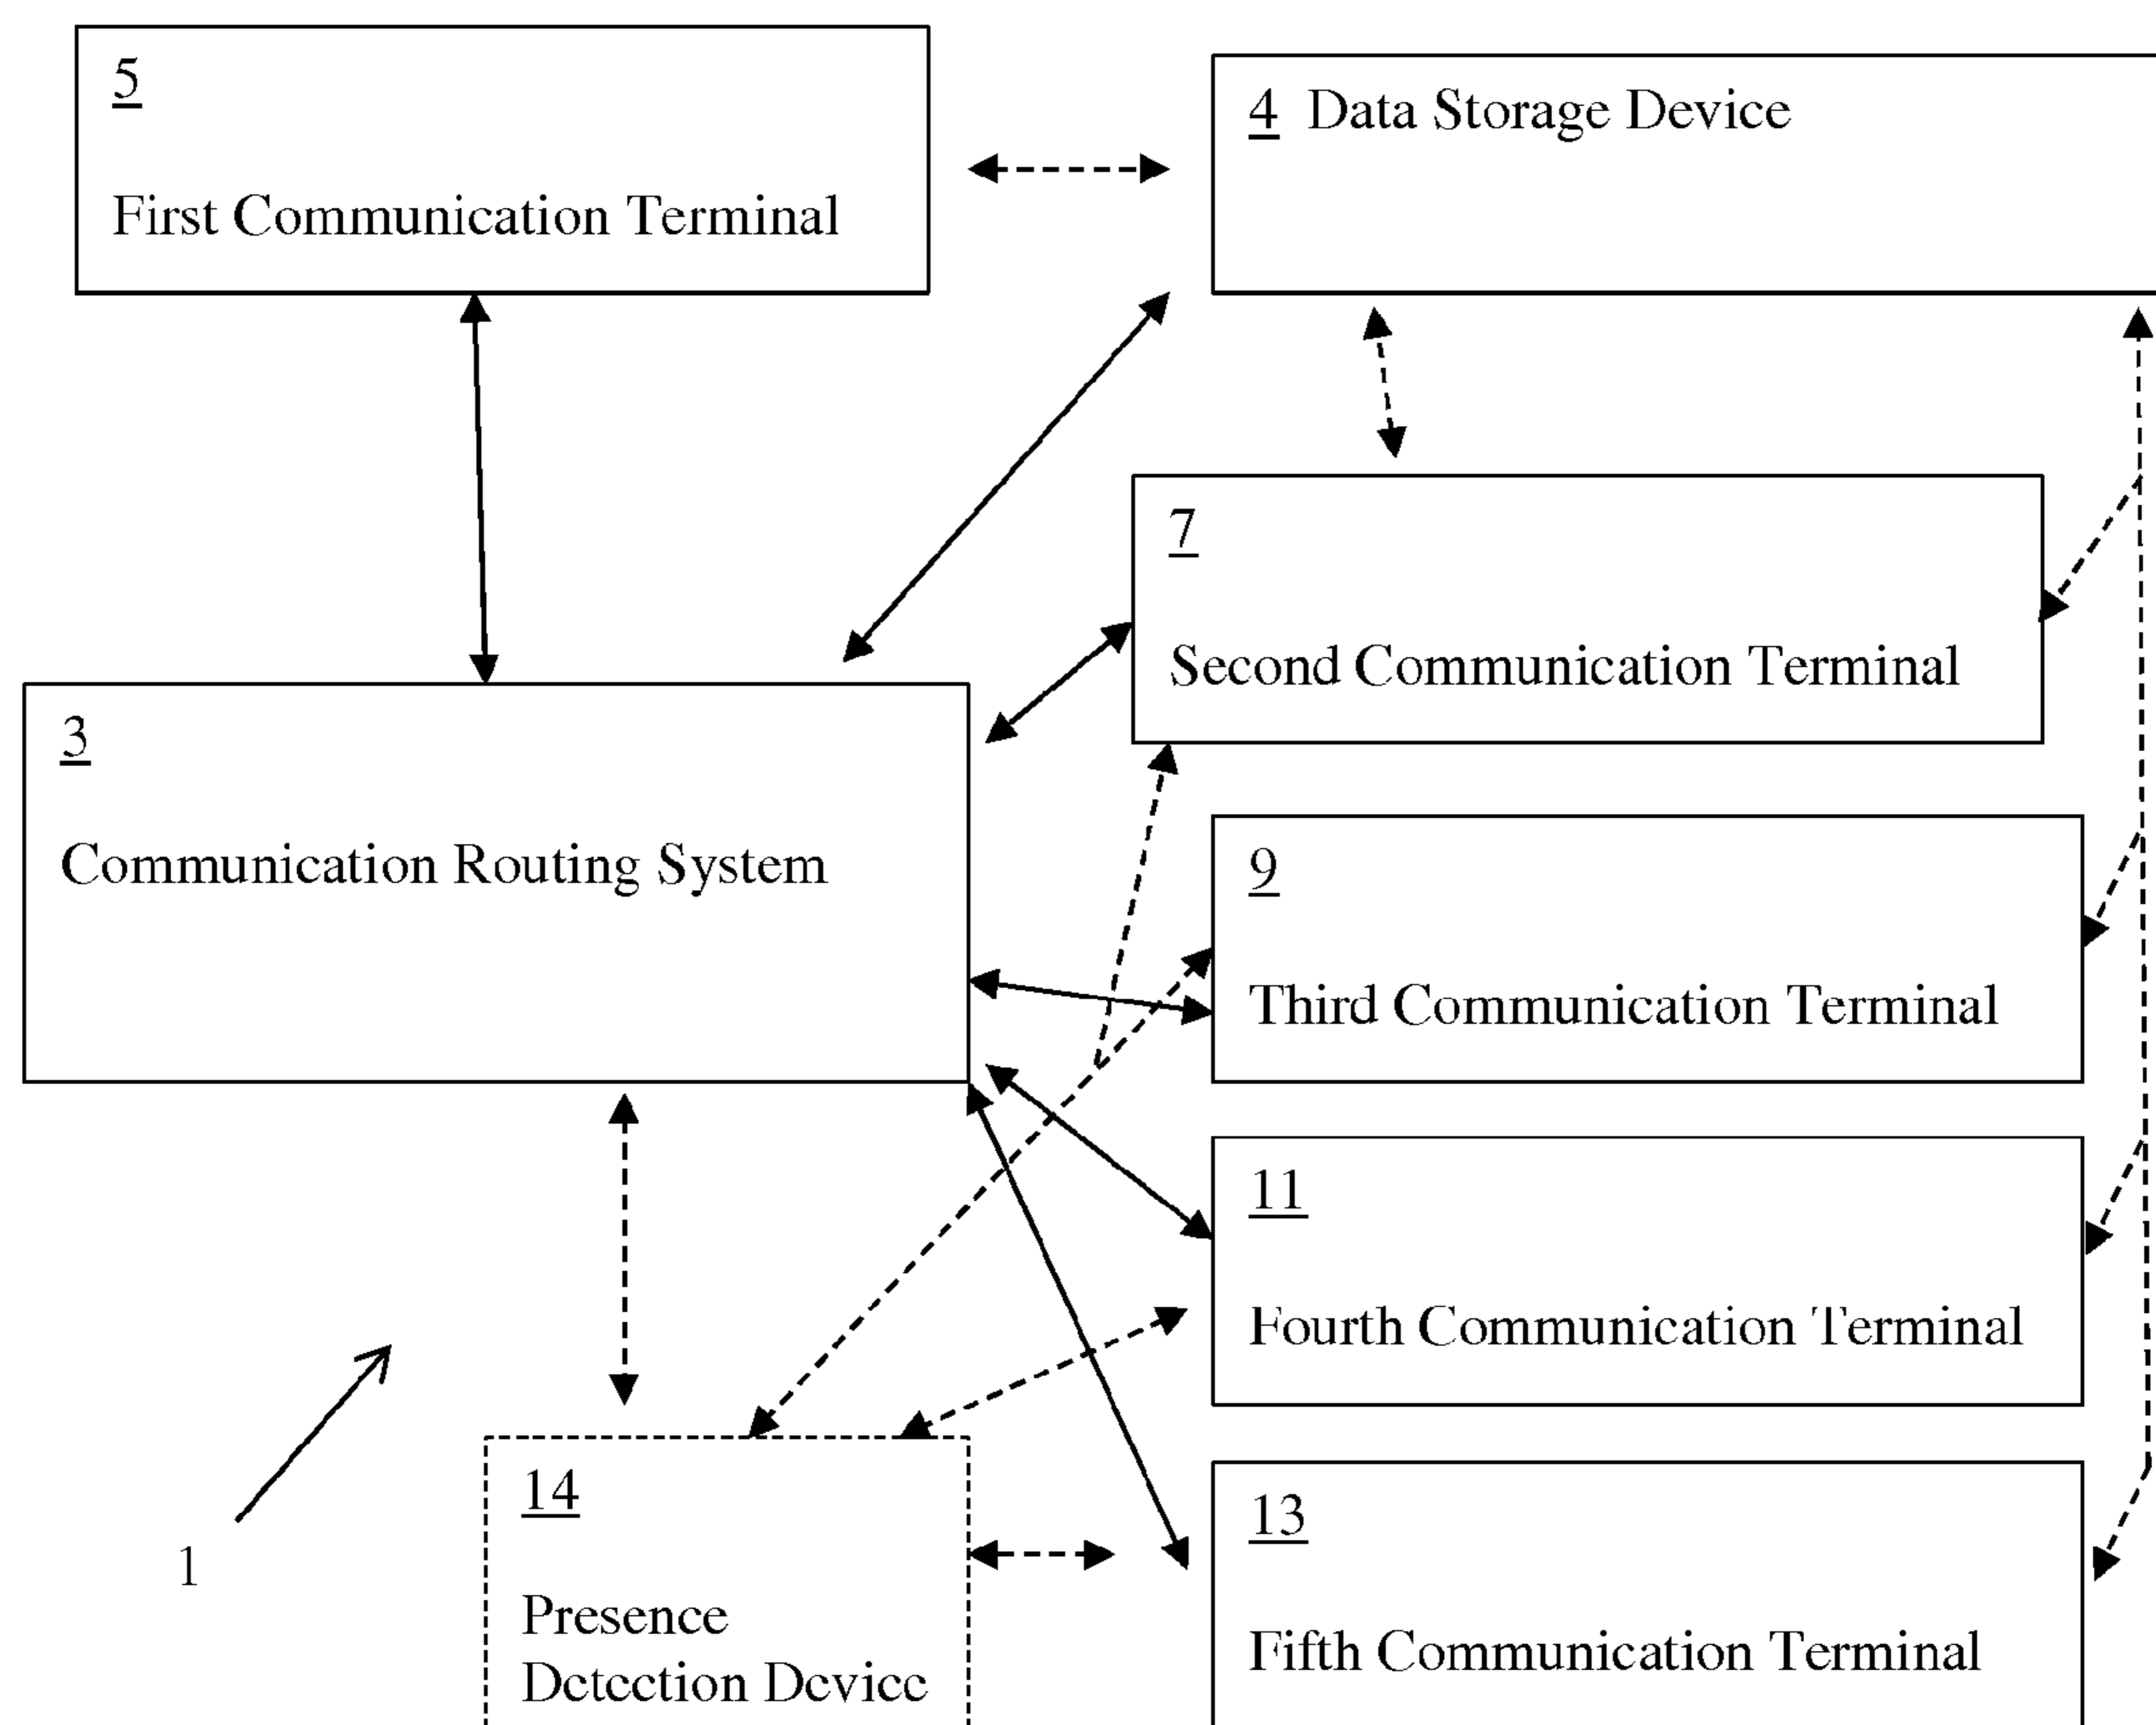 5
First Communication Terminal
4 Data Storage Device
7
Second Communication Terminal
3
Communication Routing System
9
Third Communication Terminal
11
Fourth Communication Terminal
14
Presence
Detection Device
13
Fifth Communication Terminal
1